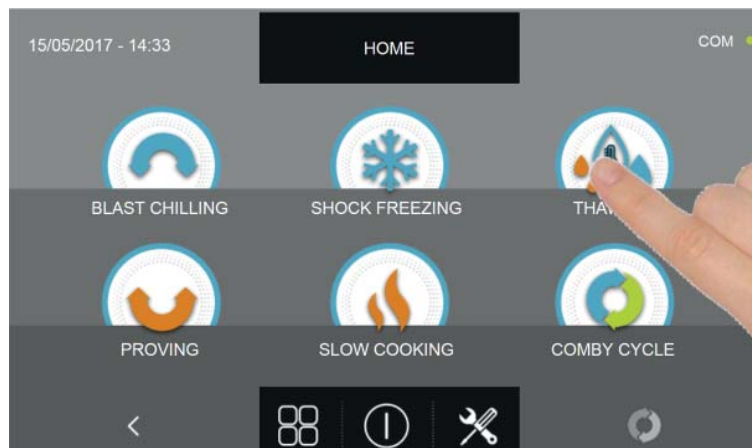 15/05/2017 - 14:33
HOME
COM
BLAST CHILLING
SHOCK FREEZING
PROVING
SLOW COOKING
COMBY CYCLE